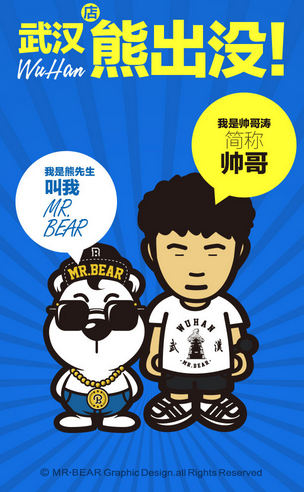 店
武汉
WuHan
熊出没!
我是帅哥涛
简称
帅哥
我是熊先生
叫我
MR.
BEAR
B
MR.BEAR
WUHAN
武 漢
·MR.BEAR·
B
© MR·BEAR Graphic Design.all Rights Reserved